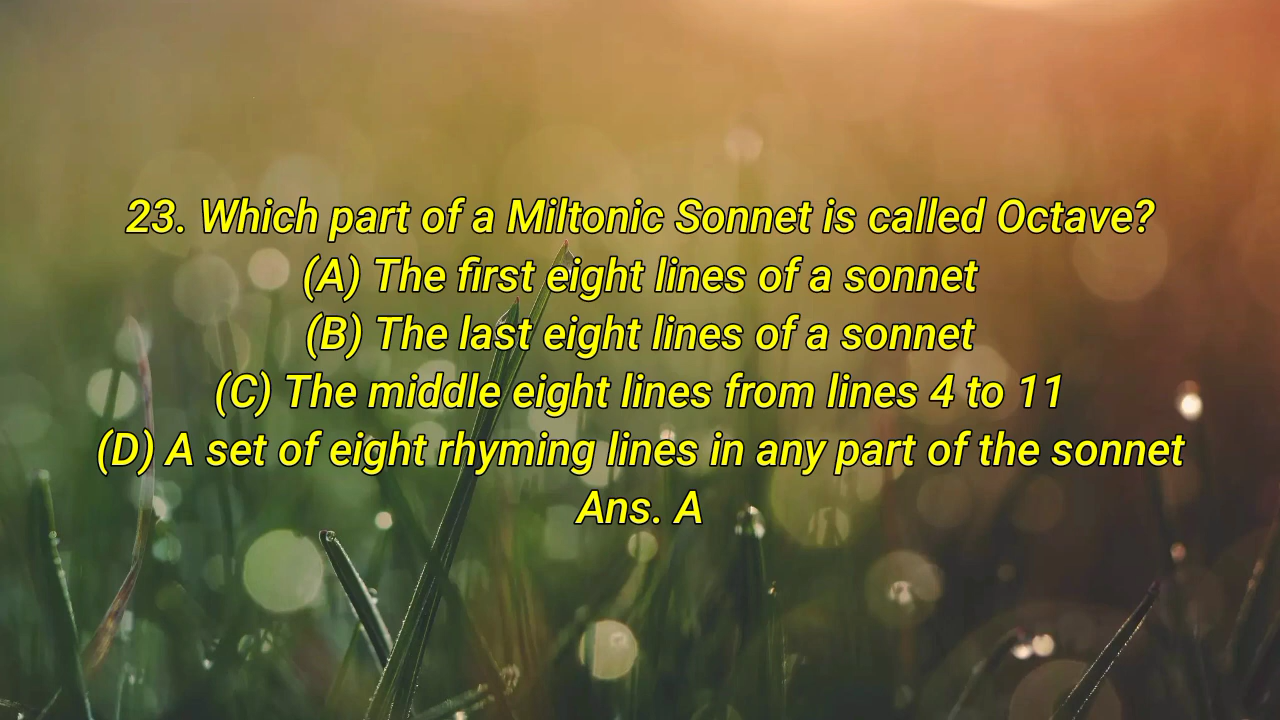 23. Which part of a Miltonic Sonnet is called Octave?
(A) The first eight lines of a sonnet
(B) The last eight lines of a sonnet
(C) The middle eight lines from lines 4 to 11
(D) A set of eight rhyming lines in any part of the sonnet
Ans. A